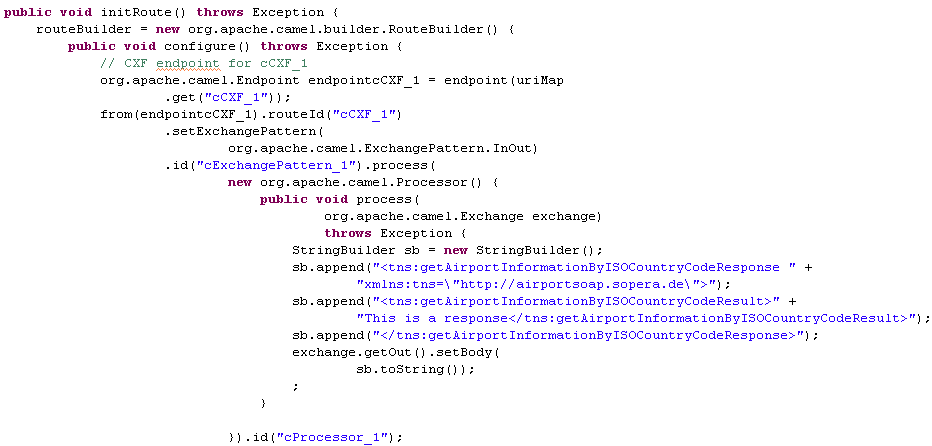 public void initRoute() throws Exception {
routeBuilder = new org.apache.camel.builder.RouteBuilder() {
public void configure() throws Exception {
// CXF endpoint for cCXF_1
org.apache.camel.Endpoint endpointcCXF_1 = endpoint(uriMap
.get("cCXF_1"));
from(endpointcCXF_1).routeId("cCXF_1")
.setExchangePattern(
org.apache.camel.ExchangePattern.InOut)
.id("cExchangePattern_1").process(
new org.apache.camel.Processor() {
public void process(
org.apache.camel.Exchange exchange)
throws Exception {
StringBuilder sb = new StringBuilder();
sb.append("<tns:getAirportInformationByISOCountryCodeResponse " +
"xmlns:tns=\"http://airportsoap.sopera.de\">");
sb.append("<tns:getAirportInformationByISOCountryCodeResult>" +
"This is a response</tns:getAirportInformationByISOCountryCodeResult>");
sb.append("</tns:getAirportInformationByISOCountryCodeResponse>");
exchange.getOut().setBody(
sb.toString());
;
}
}).id("cProcessor_1");